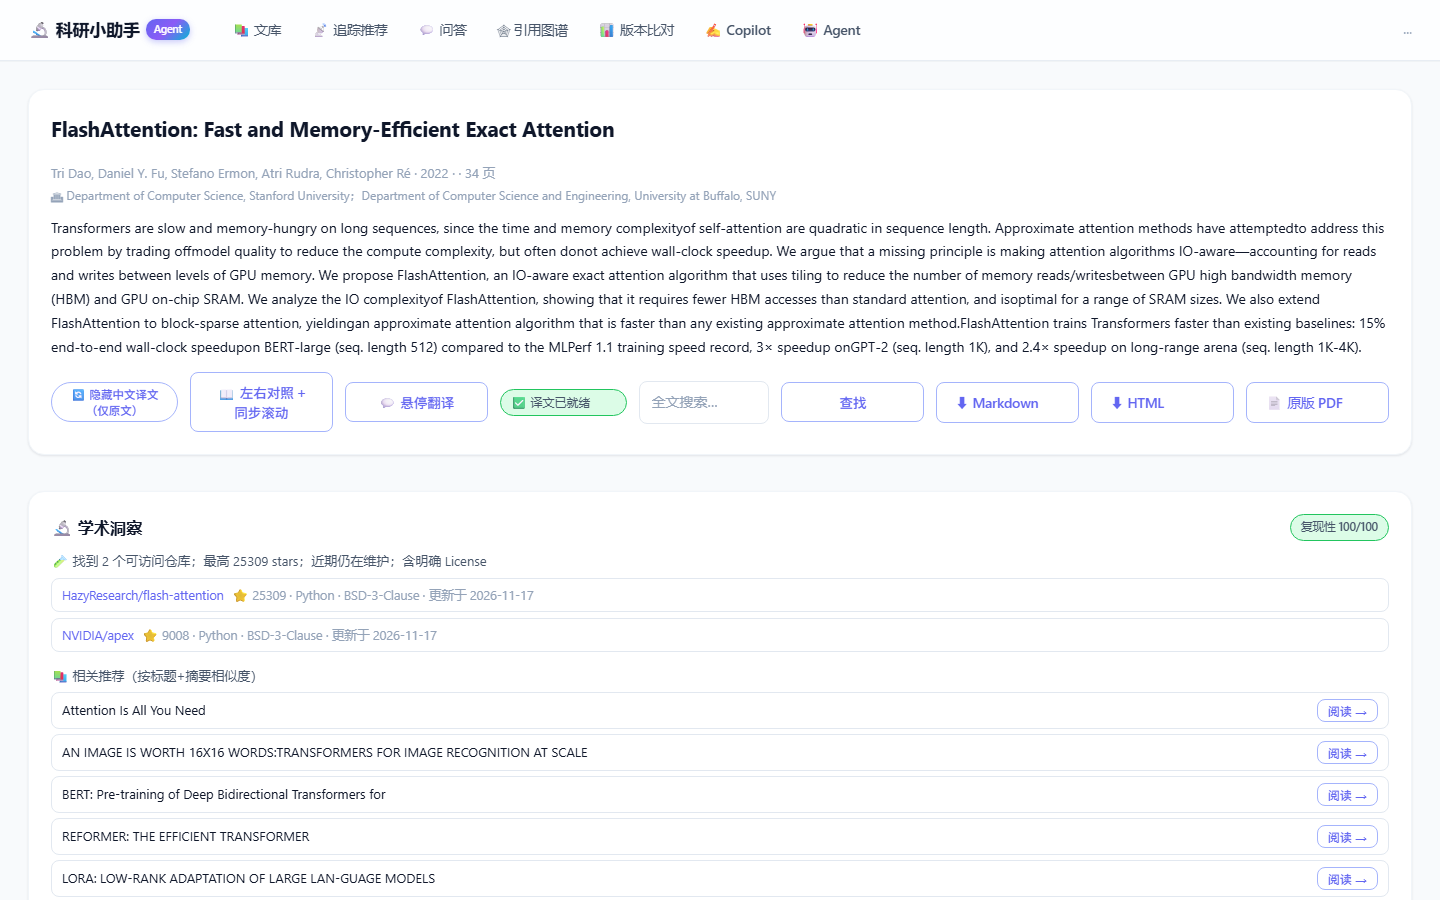 科研小助手 Agent 文库 追踪推荐 问答 引用图谱 版本比对 Copilot Agent ...
FlashAttention: Fast and Memory-Efficient Exact Attention
Tri Dao, Daniel Y. Fu, Stefano Ermon, Atri Rudra, Christopher Ré · 2022 · · 34 页
Department of Computer Science, Stanford University；Department of Computer Science and Engineering, University at Buffalo, SUNY
Transformers are slow and memory-hungry on long sequences, since the time and memory complexityof self-attention are quadratic in sequence length. Approximate attention methods have attemptedto address this
problem by trading offmodel quality to reduce the compute complexity, but often donot achieve wall-clock speedup. We argue that a missing principle is making attention algorithms IO-aware—accounting for reads
and writes between levels of GPU memory. We propose FlashAttention, an IO-aware exact attention algorithm that uses tiling to reduce the number of memory reads/writesbetween GPU high bandwidth memory
(HBM) and GPU on-chip SRAM. We analyze the IO complexityof FlashAttention, showing that it requires fewer HBM accesses than standard attention, and isoptimal for a range of SRAM sizes. We also extend
FlashAttention to block-sparse attention, yieldingan approximate attention algorithm that is faster than any existing approximate attention method.FlashAttention trains Transformers faster than existing baselines: 15%
end-to-end wall-clock speedupon BERT-large (seq. length 512) compared to the MLPerf 1.1 training speed record, 3× speedup onGPT-2 (seq. length 1K), and 2.4× speedup on long-range arena (seq. length 1K-4K).
隐藏中文译文
（仅原文）
左右对照 +
同步滚动
悬停翻译
译文已就绪
全文搜索...
查找
⬇ Markdown
⬇ HTML
原版 PDF
学术洞察
复现性 100/100
找到 2 个可访问仓库；最高 25309 stars；近期仍在维护；含明确 License
HazyResearch/flash-attention ⭐ 25309 · Python · BSD-3-Clause · 更新于 2026-11-17
NVIDIA/apex ⭐ 9008 · Python · BSD-3-Clause · 更新于 2026-11-17
相关推荐（按标题+摘要相似度）
Attention Is All You Need 阅读 →
AN IMAGE IS WORTH 16X16 WORDS:TRANSFORMERS FOR IMAGE RECOGNITION AT SCALE 阅读 →
BERT: Pre-training of Deep Bidirectional Transformers for 阅读 →
REFORMER: THE EFFICIENT TRANSFORMER 阅读 →
LORA: LOW-RANK ADAPTATION OF LARGE LAN-GUAGE MODELS 阅读 →